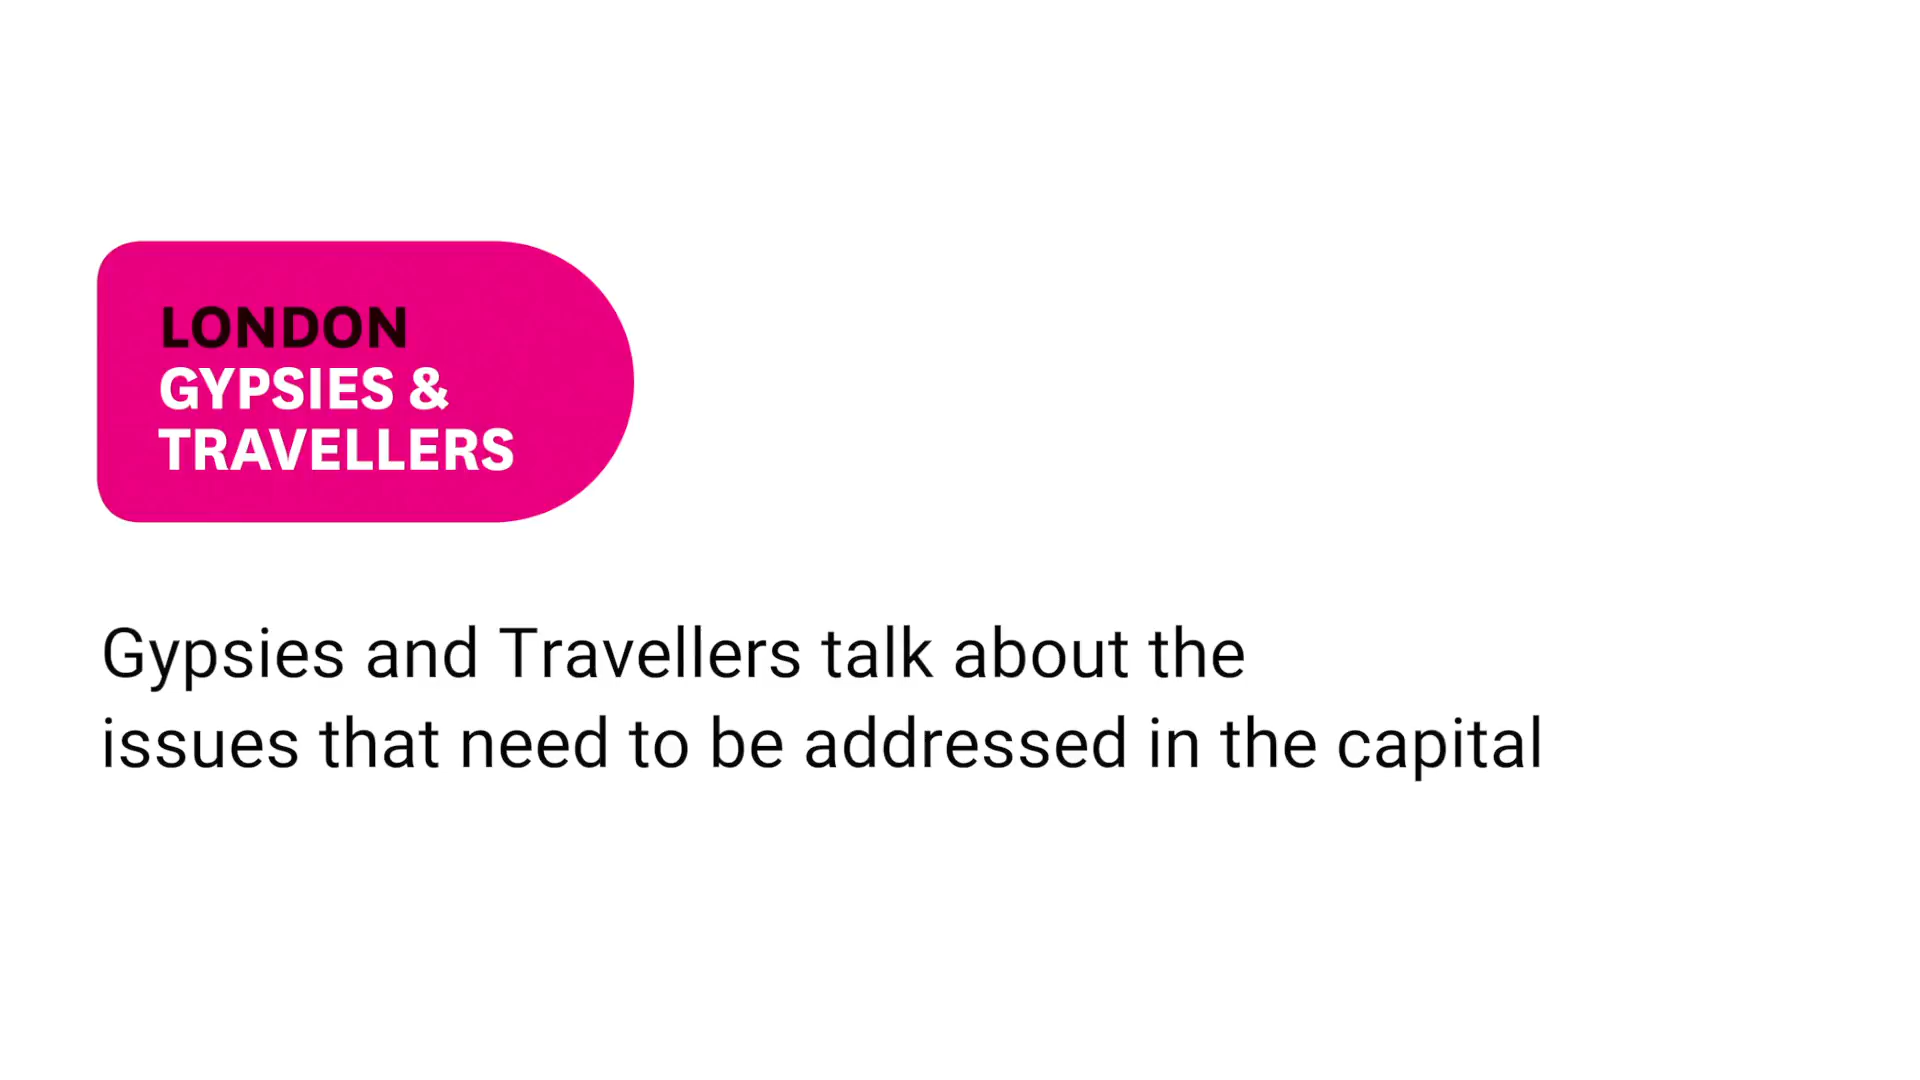 LONDON
GYPSIES &
TRAVELLERS
Gypsies and Travellers talk about the
issues that need to be addressed in the capital